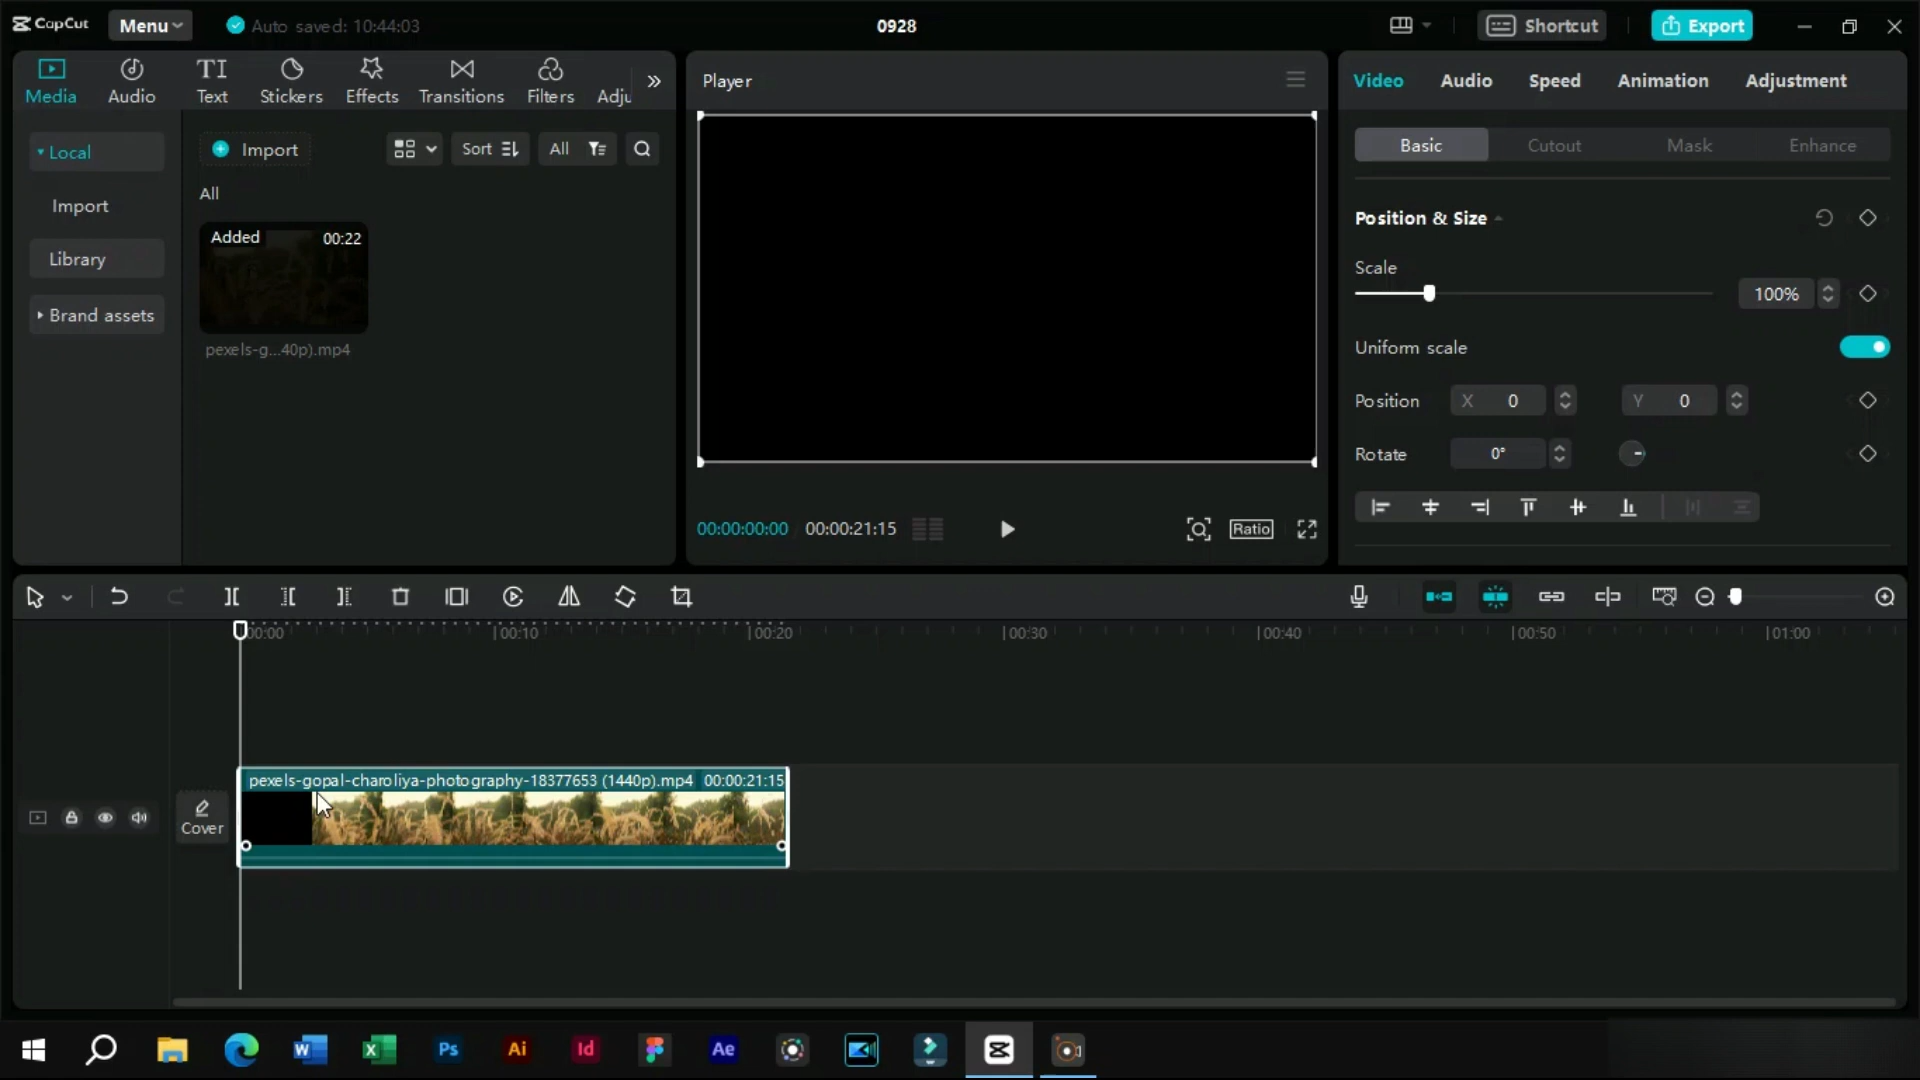 CapCut Menu Auto saved: 10:44:03 0928 Shortcut Export
Media Audio Text Stickers Effects Transitions Filters Adju
Player
Video Audio Speed Animation Adjustment
Local
Import
Library
Brand assets
Import Sort All
All
Added 00:22
pexels-g...40p).mp4
00:00:00:00 00:00:21:15 Ratio
Basic Cutout Mask Enhance
Position & Size
Scale
100%
Uniform scale
Position X 0 Y 0
Rotate 0°
00:00 00:10 00:20 00:30 00:40 00:50 01:00
Cover
pexels-gopal-charoliya-photography-18377653 (1440p).mp4 00:00:21:15
W X Ps Ai Id Ae